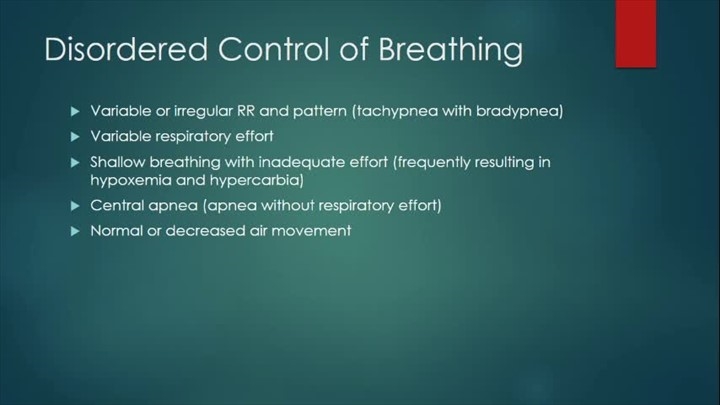 Disordered Control of Breathing
Variable or irregular RR and pattern (tachypnea with bradypnea)
Variable respiratory effort
Shallow breathing with inadequate effort (frequently resulting in
hypoxemia and hypercarbia)
Central apnea (apnea without respiratory effort)
Normal or decreased air movement